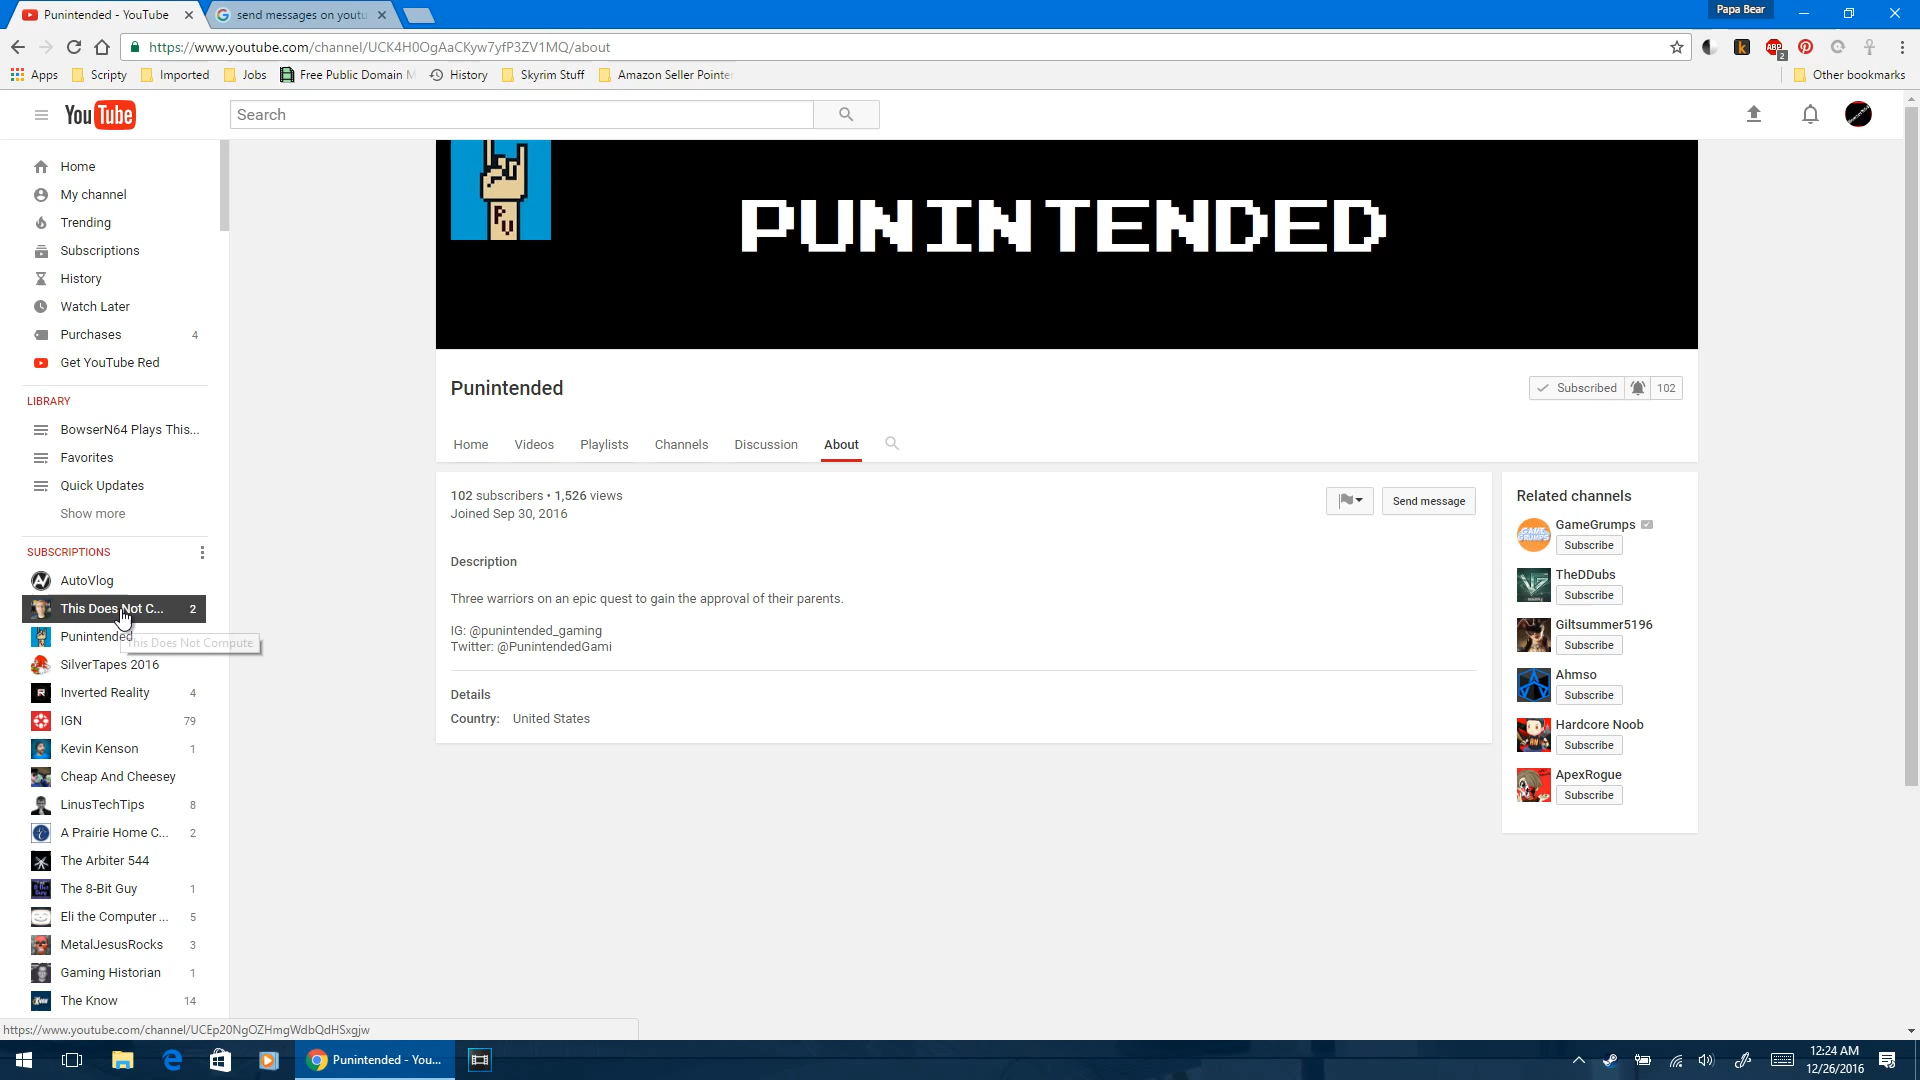 Punintended - YouTube
send messages on youtu
Papa Bear
https://www.youtube.com/channel/UCK4H0OgAaCKyw7yfP3ZV1MQ/about
ABP
2
k
Apps
Scripty
Imported
Jobs
Free Public Domain M
History
Skyrim Stuff
Amazon Seller Pointe
Other bookmarks
YouTube
Search
Home
My channel
Trending
Subscriptions
History
Watch Later
Purchases 4
Get YouTube Red
LIBRARY
BowserN64 Plays This...
Favorites
Quick Updates
Show more
SUBSCRIPTIONS
AutoVlog
This Does Not C... 2
Punintended
This Does Not Compute
SilverTapes 2016
Inverted Reality 4
IGN 79
Kevin Kenson 1
Cheap And Cheesey
LinusTechTips 8
A Prairie Home C... 2
The Arbiter 544
The 8-Bit Guy 1
Eli the Computer ... 5
MetalJesusRocks 3
Gaming Historian 1
The Know 14
PU
PUNINTENDED
Punintended
Subscribed 102
Home Videos Playlists Channels Discussion About
102 subscribers • 1,526 views
Joined Sep 30, 2016
Send message
Description
Three warriors on an epic quest to gain the approval of their parents.
IG: @punintended_gaming
Twitter: @PunintendedGami
Details
Country: United States
Related channels
GAME GRUMPS
GameGrumps
Subscribe
TheDDubs
Subscribe
Giltsummer5196
Subscribe
Ahmso
Subscribe
Hardcore Noob
Subscribe
ApexRogue
Subscribe
https://www.youtube.com/channel/UCEp20NgOZHmgWdbQdHSxgjw
Punintended - You...
12:24 AM
12/26/2016